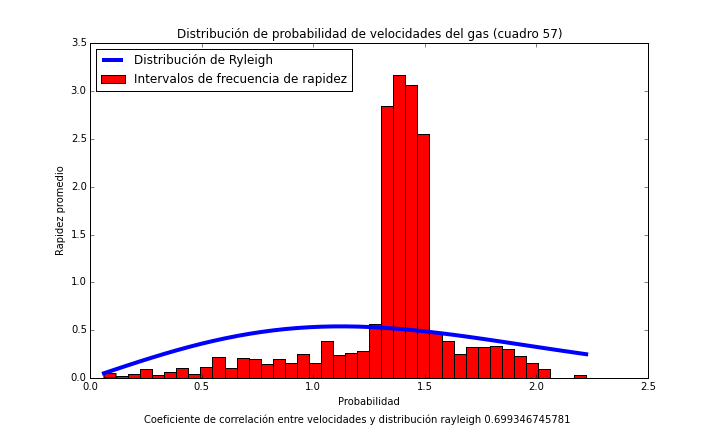 Distribución de probabilidad de velocidades del gas (cuadro 57)
3.5
3.0
2.5
2.0
1.5
1.0
0.5
0.0
Distribución de Ryleigh
Intervalos de frecuencia de rapidez
Rapidez promedio
0.0 0.5 1.0 1.5 2.0 2.5
Probabilidad
Coeficiente de correlación entre velocidades y distribución rayleigh 0.699346745781